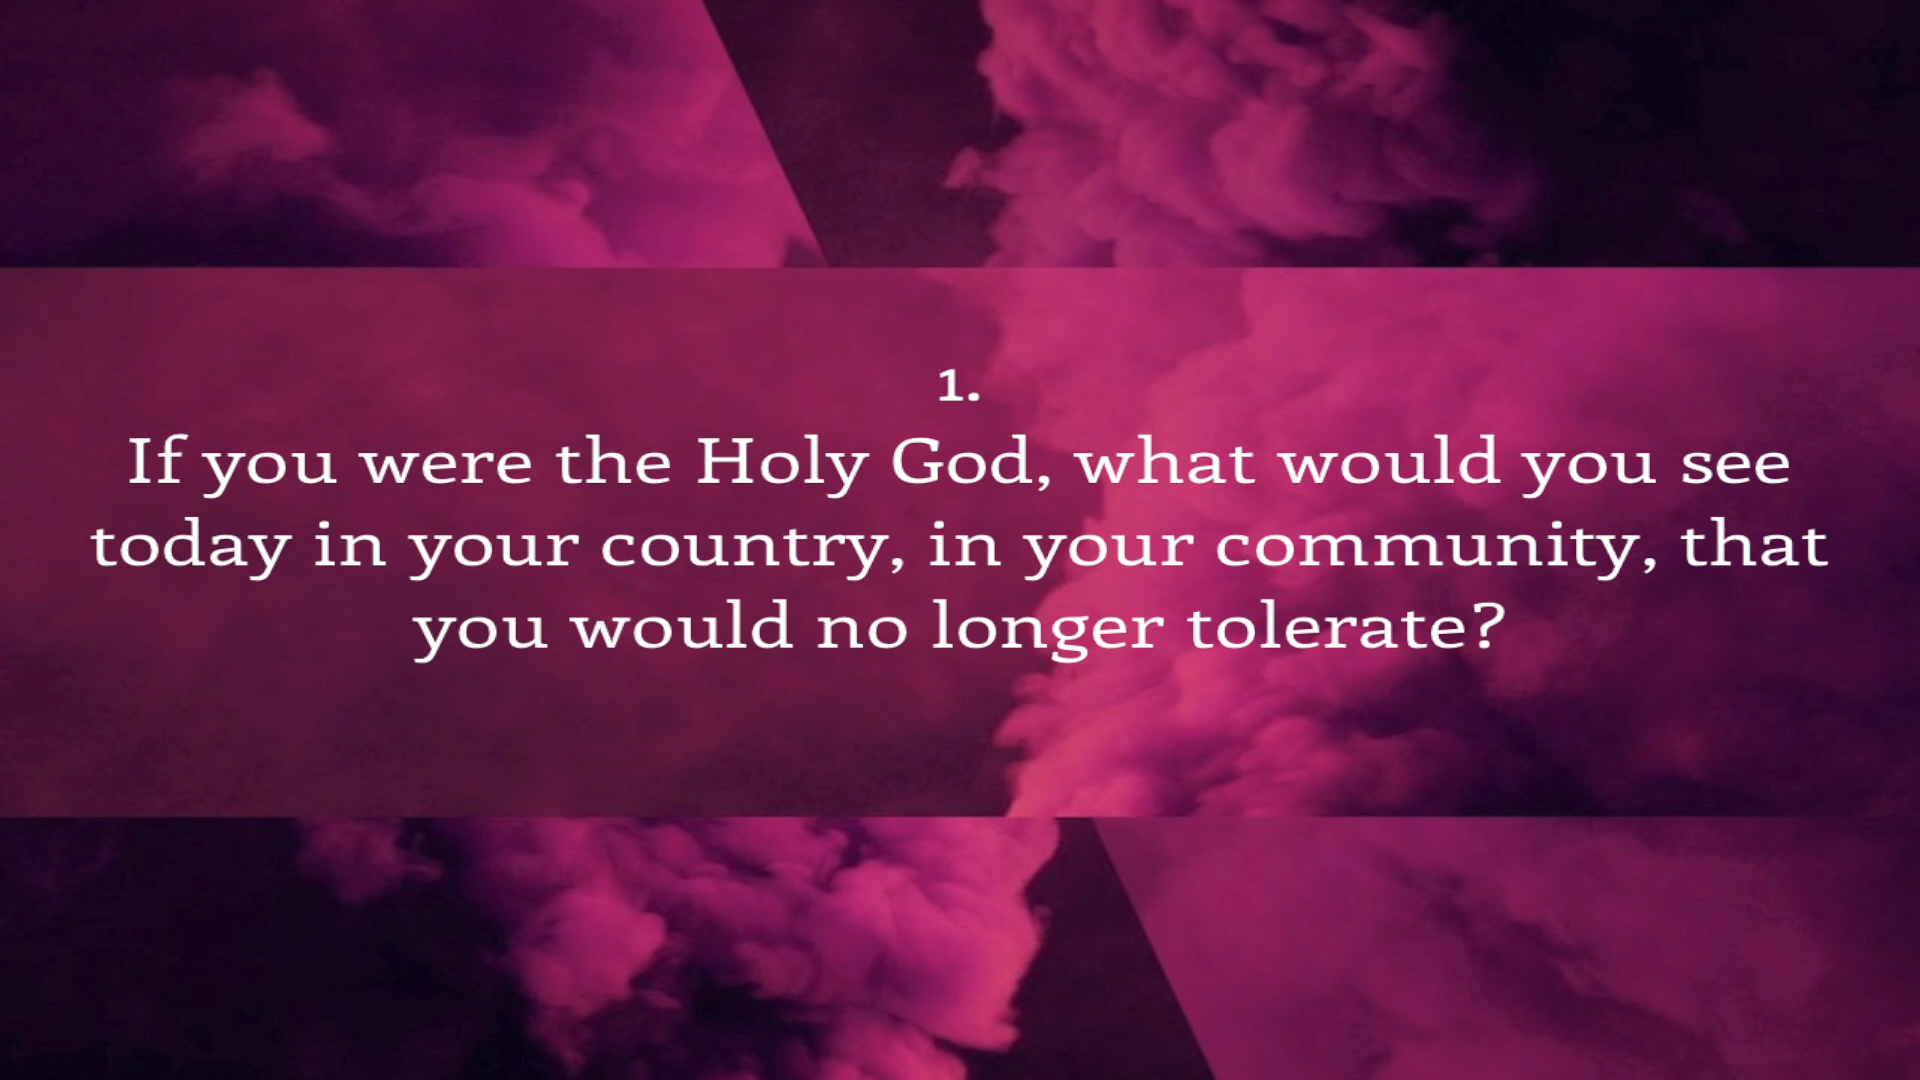 1.
If you were the Holy God, what would you see
today in your country, in your community, that
you would no longer tolerate?